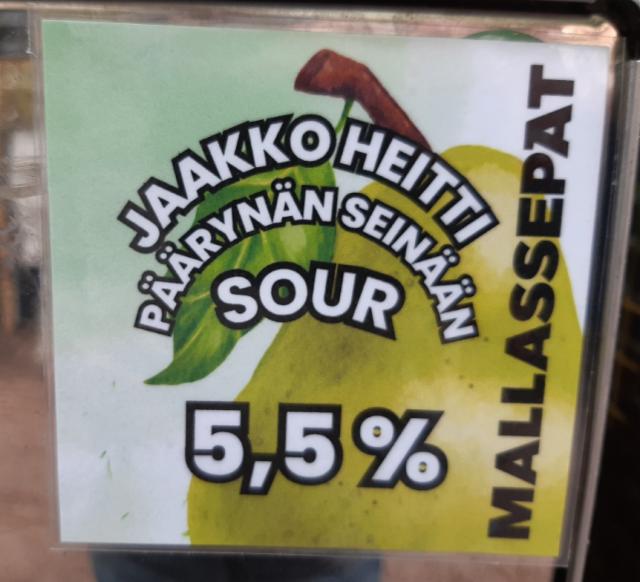 JAAKKO HEITTI
PÄÄRYNÄN SEINÄÄN
SOUR
5,5 %
MALLASSEPAT